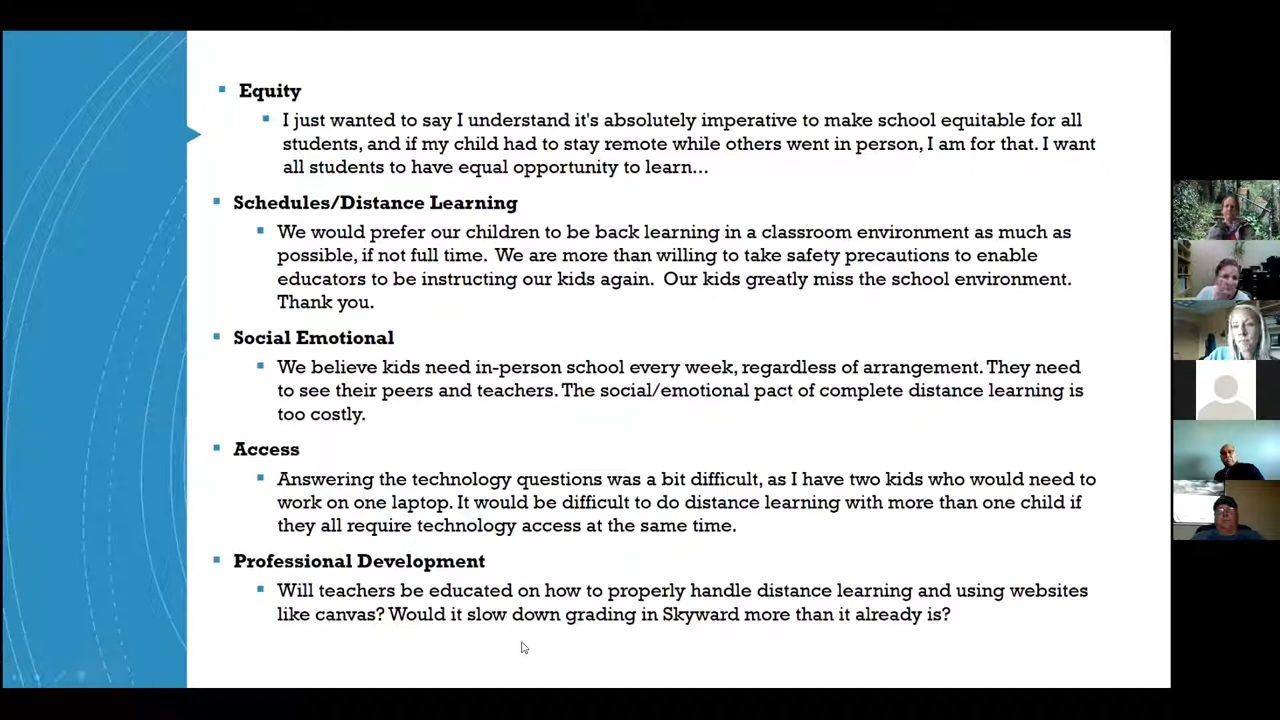 Equity
I just wanted to say I understand it's absolutely imperative to make school equitable for all
students, and if my child had to stay remote while others went in person, I am for that. I want
all students to have equal opportunity to learn...
Schedules/Distance Learning
We would prefer our children to be back learning in a classroom environment as much as
possible, if not full time.  We are more than willing to take safety precautions to enable
educators to be instructing our kids again.  Our kids greatly miss the school environment.
Thank you.
Social Emotional
We believe kids need in-person school every week, regardless of arrangement. They need
to see their peers and teachers. The social/emotional pact of complete distance learning is
too costly.
Access
Answering the technology questions was a bit difficult, as I have two kids who would need to
work on one laptop. It would be difficult to do distance learning with more than one child if
they all require technology access at the same time.
Professional Development
Will teachers be educated on how to properly handle distance learning and using websites
like canvas? Would it slow down grading in Skyward more than it already is?